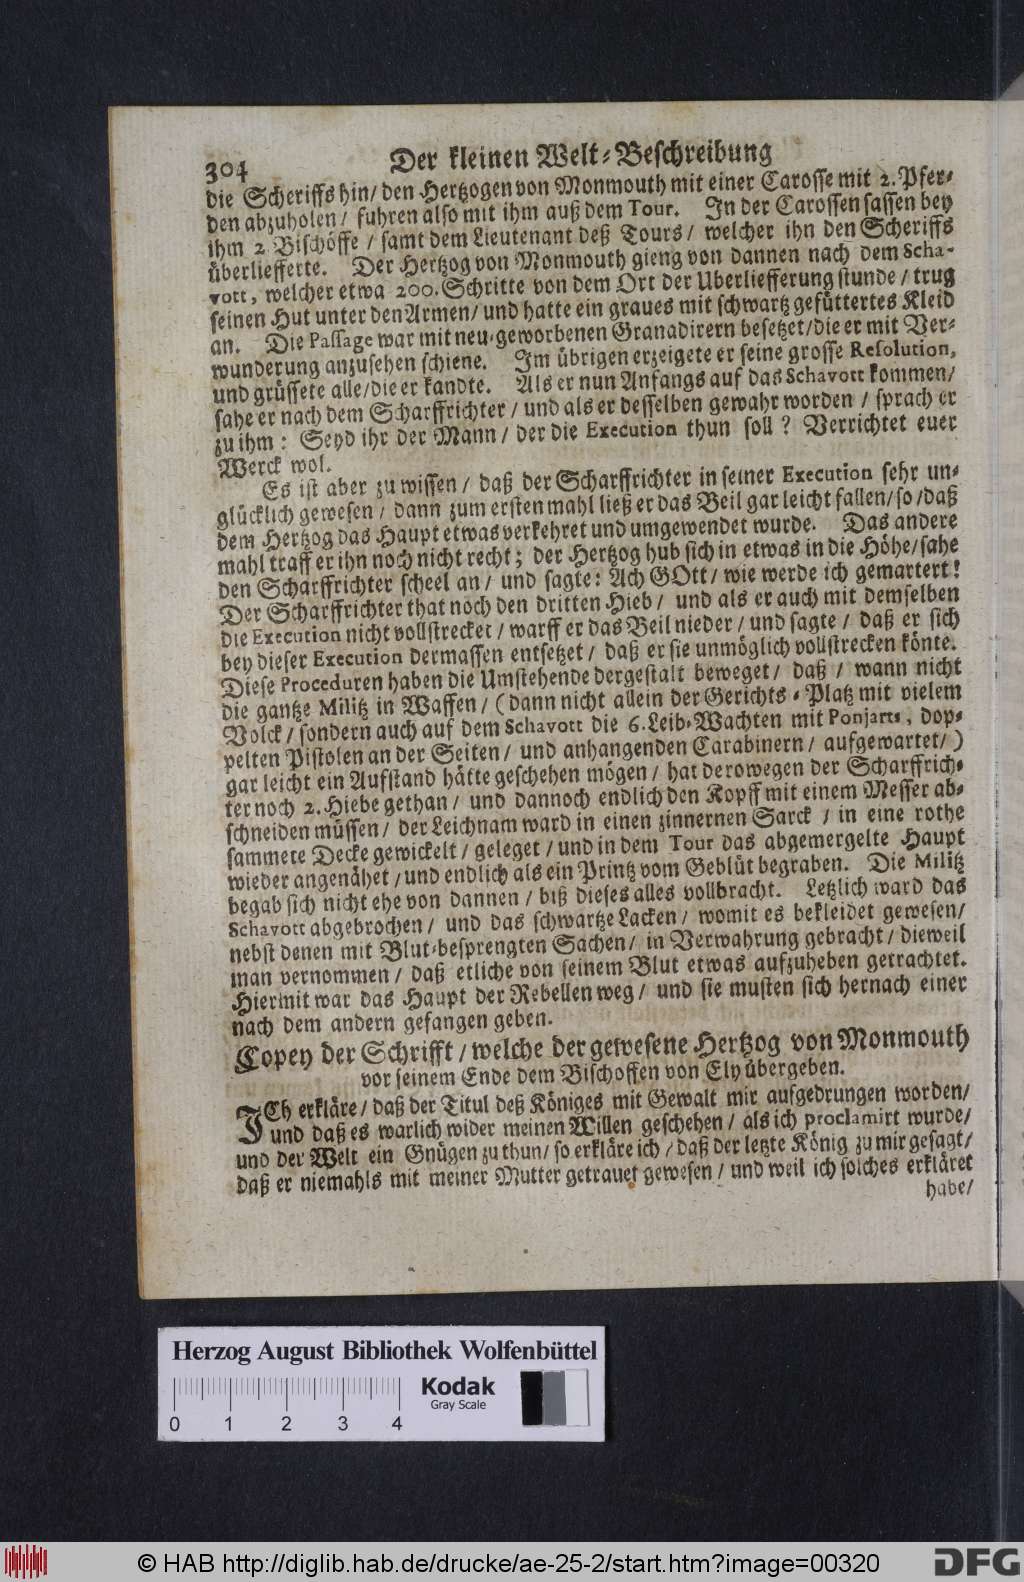 304 Der kleinen Welt-Beschreibung
die Scheriffs hin/ den Hertzogen von Monmouth mit einer Carosse mit 2. Pfer-
den abzuholen/ fuhren also mit ihm auß dem Tour. In der Carossen sassen bey
ihm 2. Bischöffe/ samt dem Lieutenant deß Tours/ welcher ihn den Scheriffs
überliefferte. Der Hertzog von Monmouth gieng von dannen nach dem Scha-
vott, welcher etwa 200. Schritte von dem Ort der Uberliefferung stunde/ trug
seinen Hut unter den Armen/ und hatte ein graues mit schwartz gefüttertes Kleid
an. Die Passage war mit neu-geworbenen Granadirern besetzet/ die er mit Ver-
wunderung anzusehen schiene. Im übrigen erzeigete er seine grosse Resolution,
und grüssete alle/ die er kandte. Als er nun Anfangs auf das Schavott kommen/
sahe er nach dem Scharffrichter/ und als er desselben gewahr worden/ sprach er
zu ihm: Seyd ihr der Mann/ der die Execution thun soll? Verrichtet euer
Werck wol.
Es ist aber zu wissen/ daß der Scharffrichter in seiner Execution sehr un-
glücklich gewesen/ dann zum ersten mahl ließ er das Beil gar leicht fallen/ so/ daß
dem Hertzog das Haupt etwas verkehret und umgewendet wurde. Das andere
mahl traff er ihn noch nicht recht; der Hertzog hub sich in etwas in die Höhe/ sahe
den Scharffrichter scheel an/ und sagte: Ach GOtt/ wie werde ich gemartert!
Der Scharffrichter that noch den dritten Hieb/ und als er auch mit demselben
die Execution nicht vollstrecket/ warff er das Beil nieder/ und sagte/ daß er sich
bey dieser Execution dermassen entsetzet/ daß er sie unmöglich vollstrecken könte.
Diese Proceduren haben die Umstehende dergestalt beweget/ daß/ wann nicht
die gantze Militz in Waffen/ (dann nicht allein der Gerichts-Platz mit vielem
Volck/ sondern auch auf dem Schavott die 6. Leib-Wachten mit Ponjarts, dop-
pelten Pistolen an der Seiten/ und anhangenden Carabinern/ aufgewartet/)
gar leicht ein Aufstand hätte geschehen mögen/ hat derowegen der Scharffrich-
ter noch 2. Hiebe gethan/ und dannoch endlich den Kopff mit einem Messer ab-
schneiden müssen/ der Leichnam ward in einen zinnernen Sarck/ in eine rothe
sammete Decke gewickelt/ geleget/ und in dem Tour das abgemergelte Haupt
wieder angenähet/ und endlich als ein Printz vom Geblüt begraben. Die Militz
begab sich nicht ehe von dannen/ biß dieses alles vollbracht. Letzlich ward das
Schavott abgebrochen/ und das schwartze Lacken/ womit es bekleidet gewesen/
nebst denen mit Blut-besprengten Sachen/ in Verwahrung gebracht/ dieweil
man vernommen/ daß etliche von seinem Blut etwas aufzuheben getrachtet.
Hiermit war das Haupt der Rebellen weg/ und sie musten sich hernach einer
nach dem andern gefangen geben.
Copey der Schrifft/ welche der gewesene Hertzog von Monmouth
vor seinem Ende dem Bischoffen von Ely übergeben.
ICh erkläre/ daß der Titul deß Königes mit Gewalt mir aufgedrungen worden/
und daß es warlich wider meinen Willen geschehen/ als ich proclamirt wurde/
und der Welt ein Gnügen zu thun/ so erkläre ich/ daß der letzte König zu mir gesagt/
daß er niemahls mit meiner Mutter getrauet gewesen/ und weil ich solches erkläret
habe/
Herzog August Bibliothek Wolfenbüttel
Kodak
Gray Scale
0 1 2 3 4
© HAB http://diglib.hab.de/drucke/ae-25-2/start.htm?image=00320
DFG